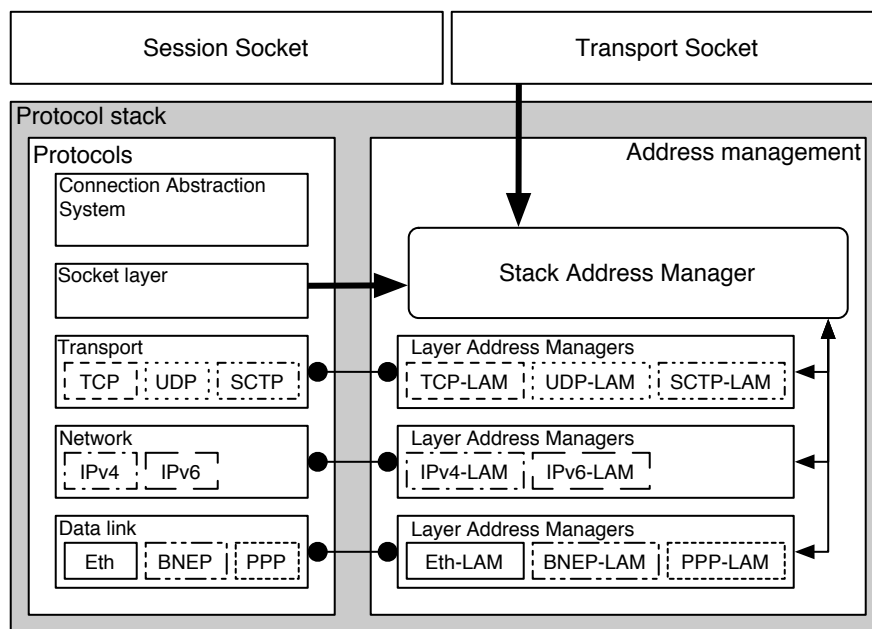 Session Socket
Transport Socket
Protocol stack
Protocols
Address management
Connection Abstraction
System
Stack Address Manager
Socket layer
Transport
TCP UDP SCTP
Layer Address Managers
TCP-LAM UDP-LAM SCTP-LAM
Network
IPv4 IPv6
Layer Address Managers
IPv4-LAM IPv6-LAM
Data link
Eth BNEP PPP
Layer Address Managers
Eth-LAM BNEP-LAM PPP-LAM